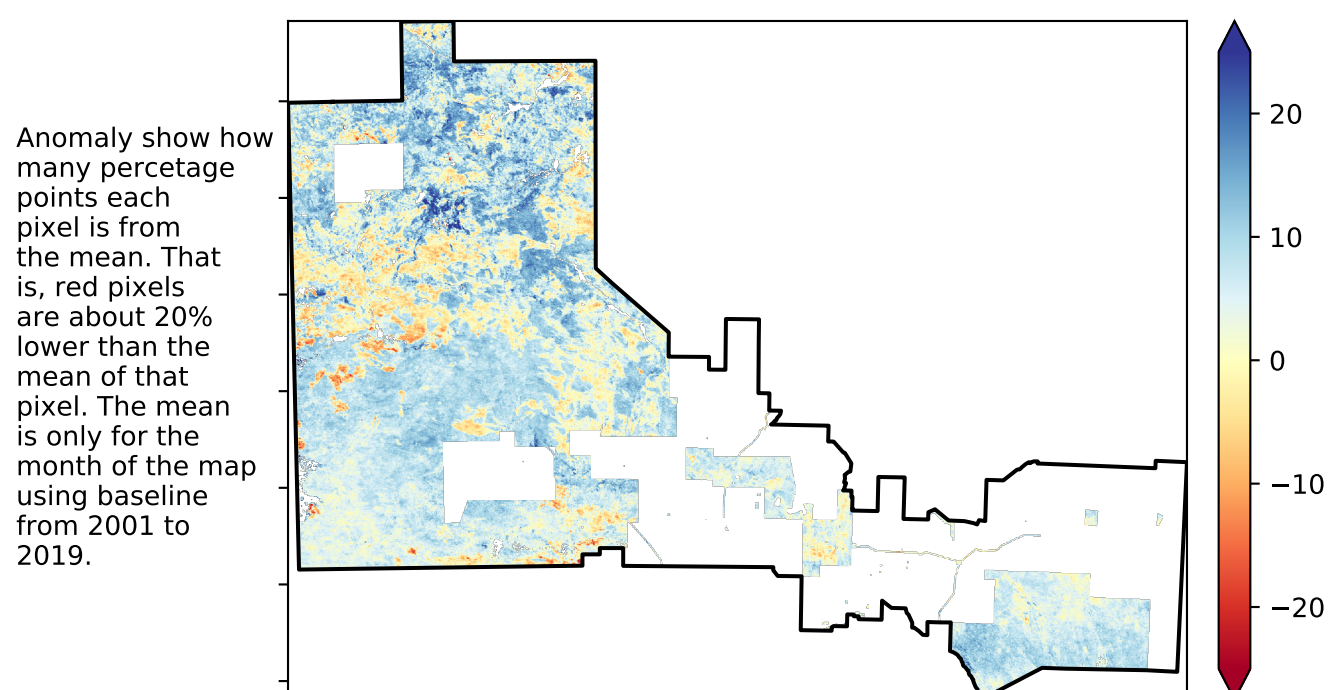 Anomaly show how
many percetage
points each
pixel is from
the mean. That
is, red pixels
are about 20%
lower than the
mean of that
pixel. The mean
is only for the
month of the map
using baseline
from 2001 to
2019.
20
10
0
−10
−20